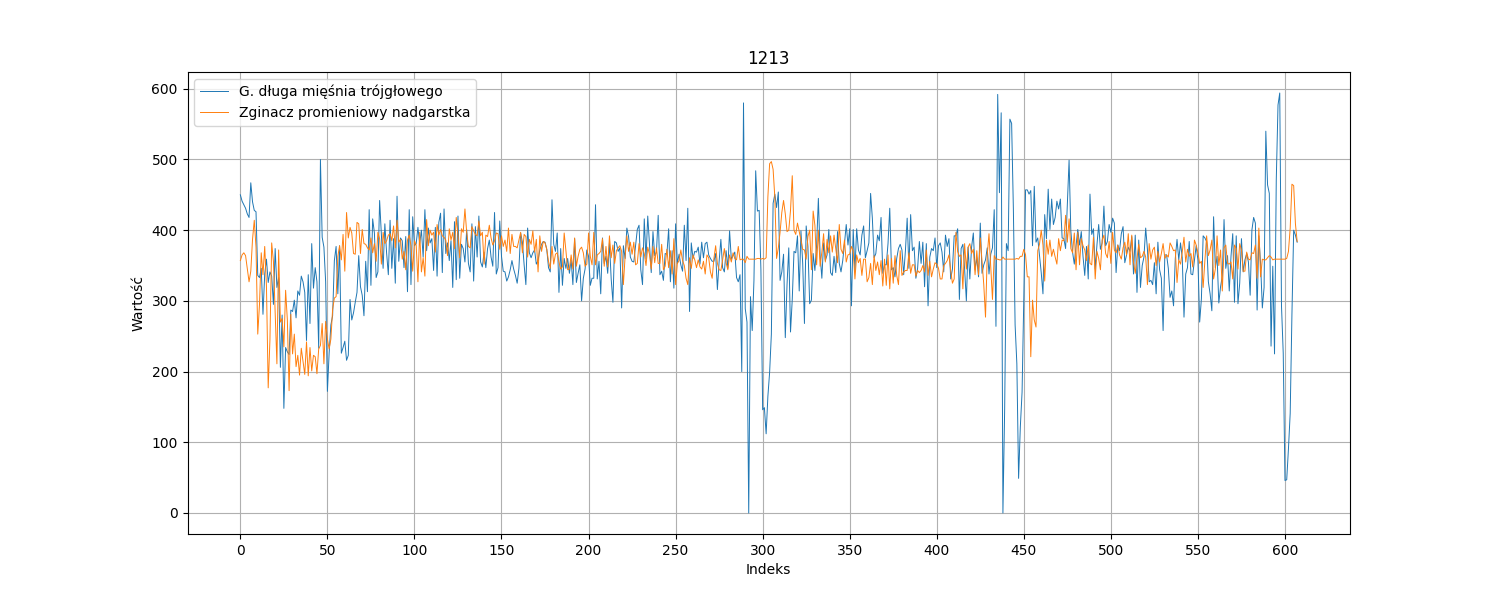 1213
G. długa mięśnia trójgłowego
Zginacz promieniowy nadgarstka
Wartość
600
500
400
300
200
100
0
0 50 100 150 200 250 300 350 400 450 500 550 600
Indeks